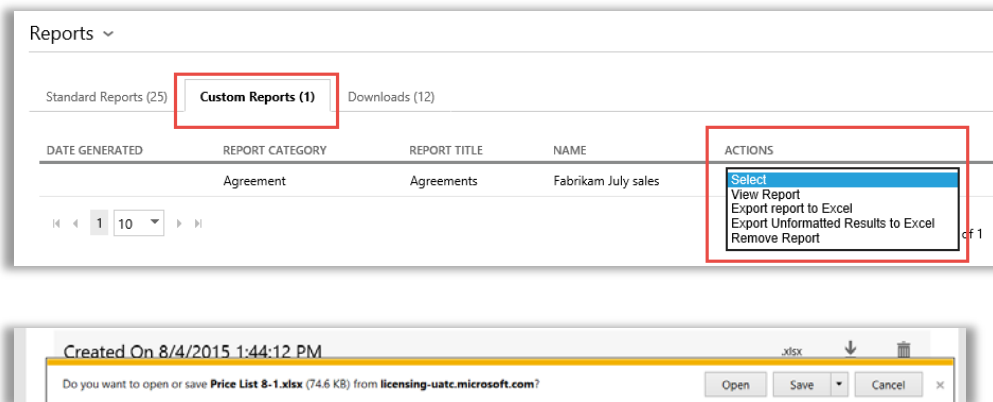 Reports
Standard Reports (25) Custom Reports (1) Downloads (12)
DATE GENERATED REPORT CATEGORY REPORT TITLE NAME ACTIONS
Agreement Agreements Fabrikam July sales Select
View Report
Export report to Excel
Export Unformatted Results to Excel
Remove Report
1 10 of 1
Created On 8/4/2015 1:44:12 PM .xlsx
Do you want to open or save Price List 8-1.xlsx (74.6 KB) from licensing-uatc.microsoft.com? Open Save Cancel ×